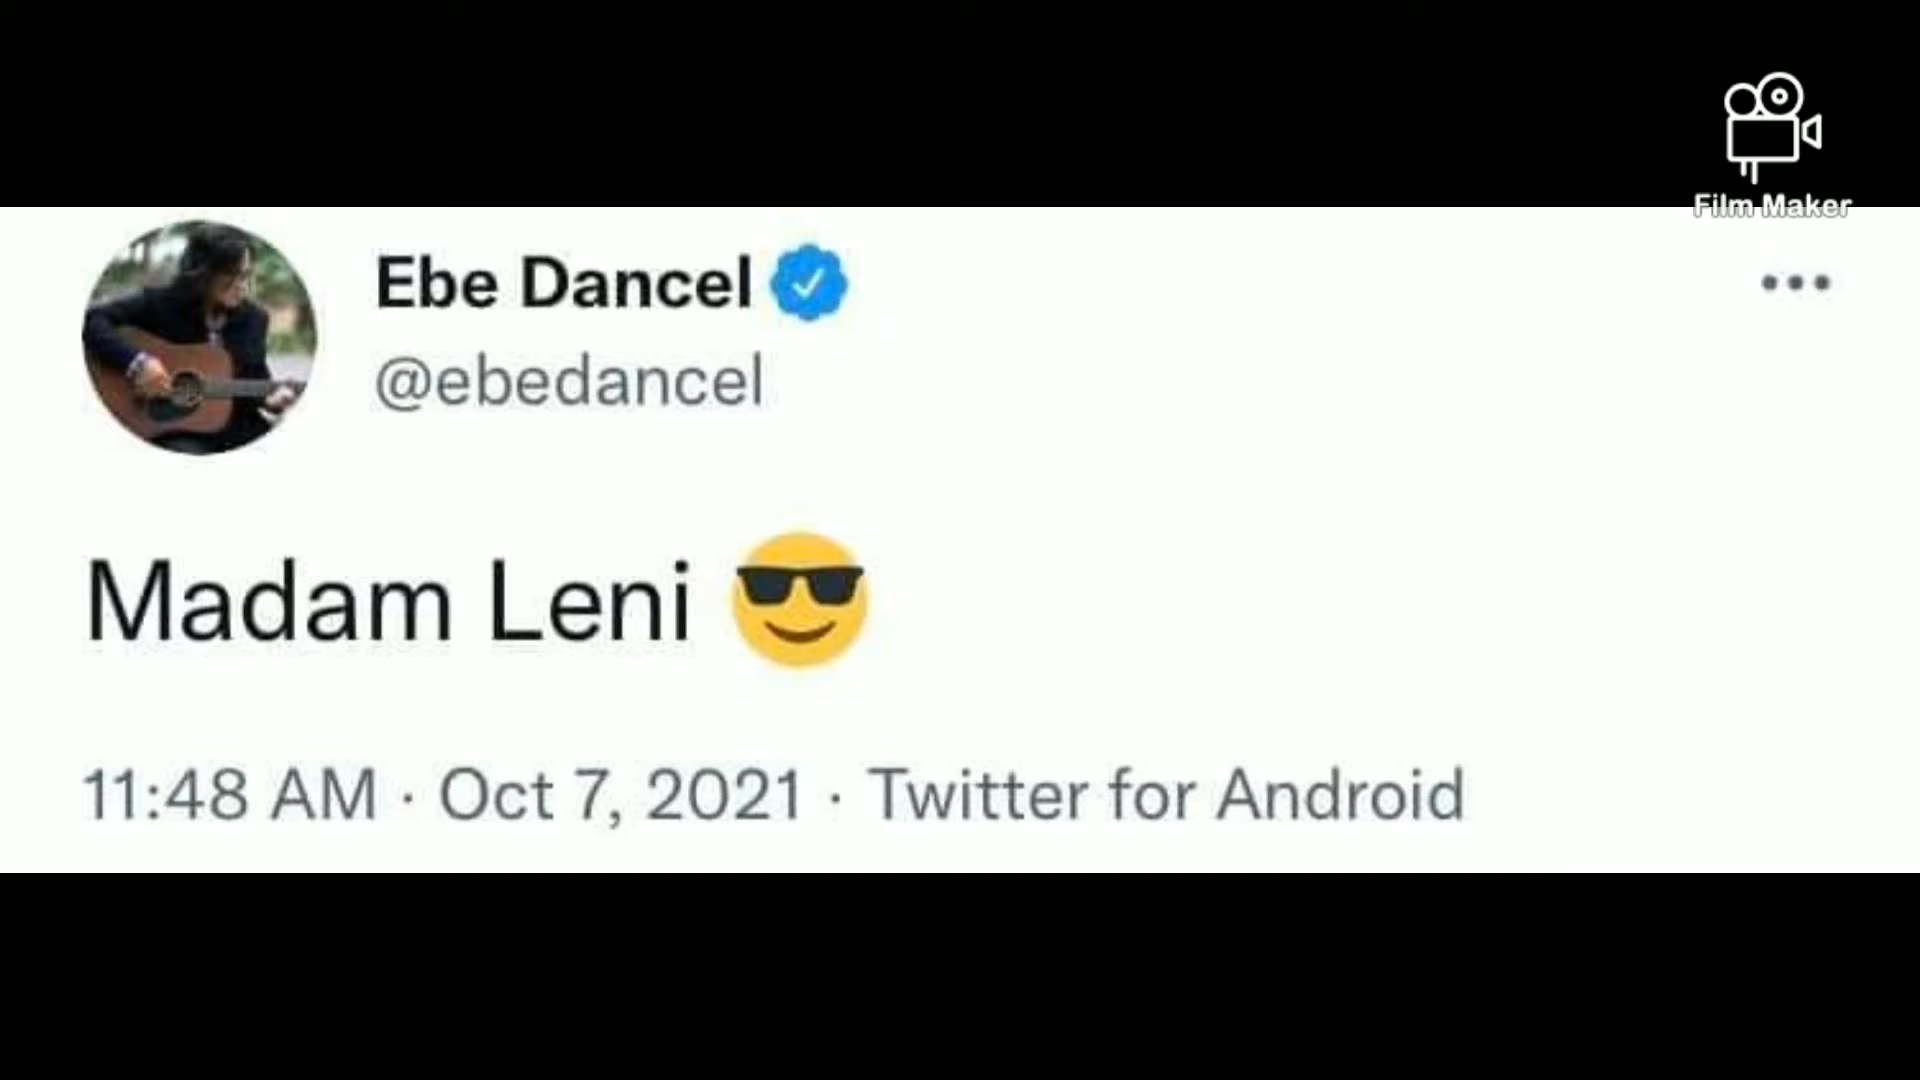 Film Maker
Ebe Dancel
@ebedancel
Madam Leni 😎
11:48 AM · Oct 7, 2021 · Twitter for Android